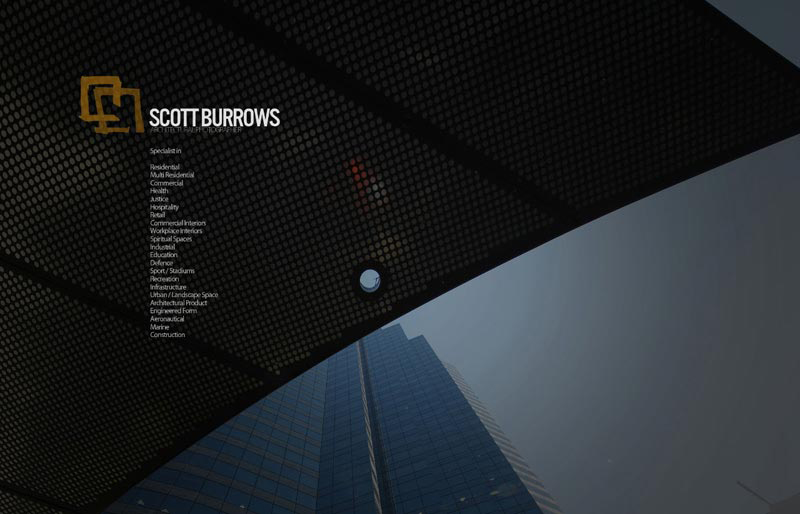 SCOTT BURROWS
ARCHITECTURAL PHOTOGRAPHER
Specialist in
Residential
Multi Residential
Commercial
Health
Justice
Hospitality
Retail
Commercial Interiors
Workplace Interiors
Spiritual Spaces
Industrial
Education
Defence
Sport / Stadiums
Recreation
Infrastructure
Urban / Landscape Space
Architectural Product
Engineered Form
Aeronautical
Marine
Construction